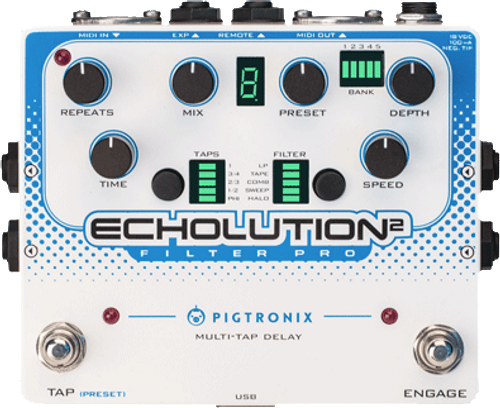 MIDI IN ▼ EXP ▲ REMOTE ▲ MIDI OUT ▲ 18 VDC
100 mA
NEG. TIP
1 2 3 4 5
8.
BANK
REPEATS MIX PRESET DEPTH
TAPS FILTER
1 LP
3-4 TAPE
2-3 COMB
1-2 SWEEP
PHI HALO
TIME SPEED
ECHOLUTION2
FILTER PRO
PIGTRONIX
MULTI-TAP DELAY
TAP (PRESET) USB ENGAGE